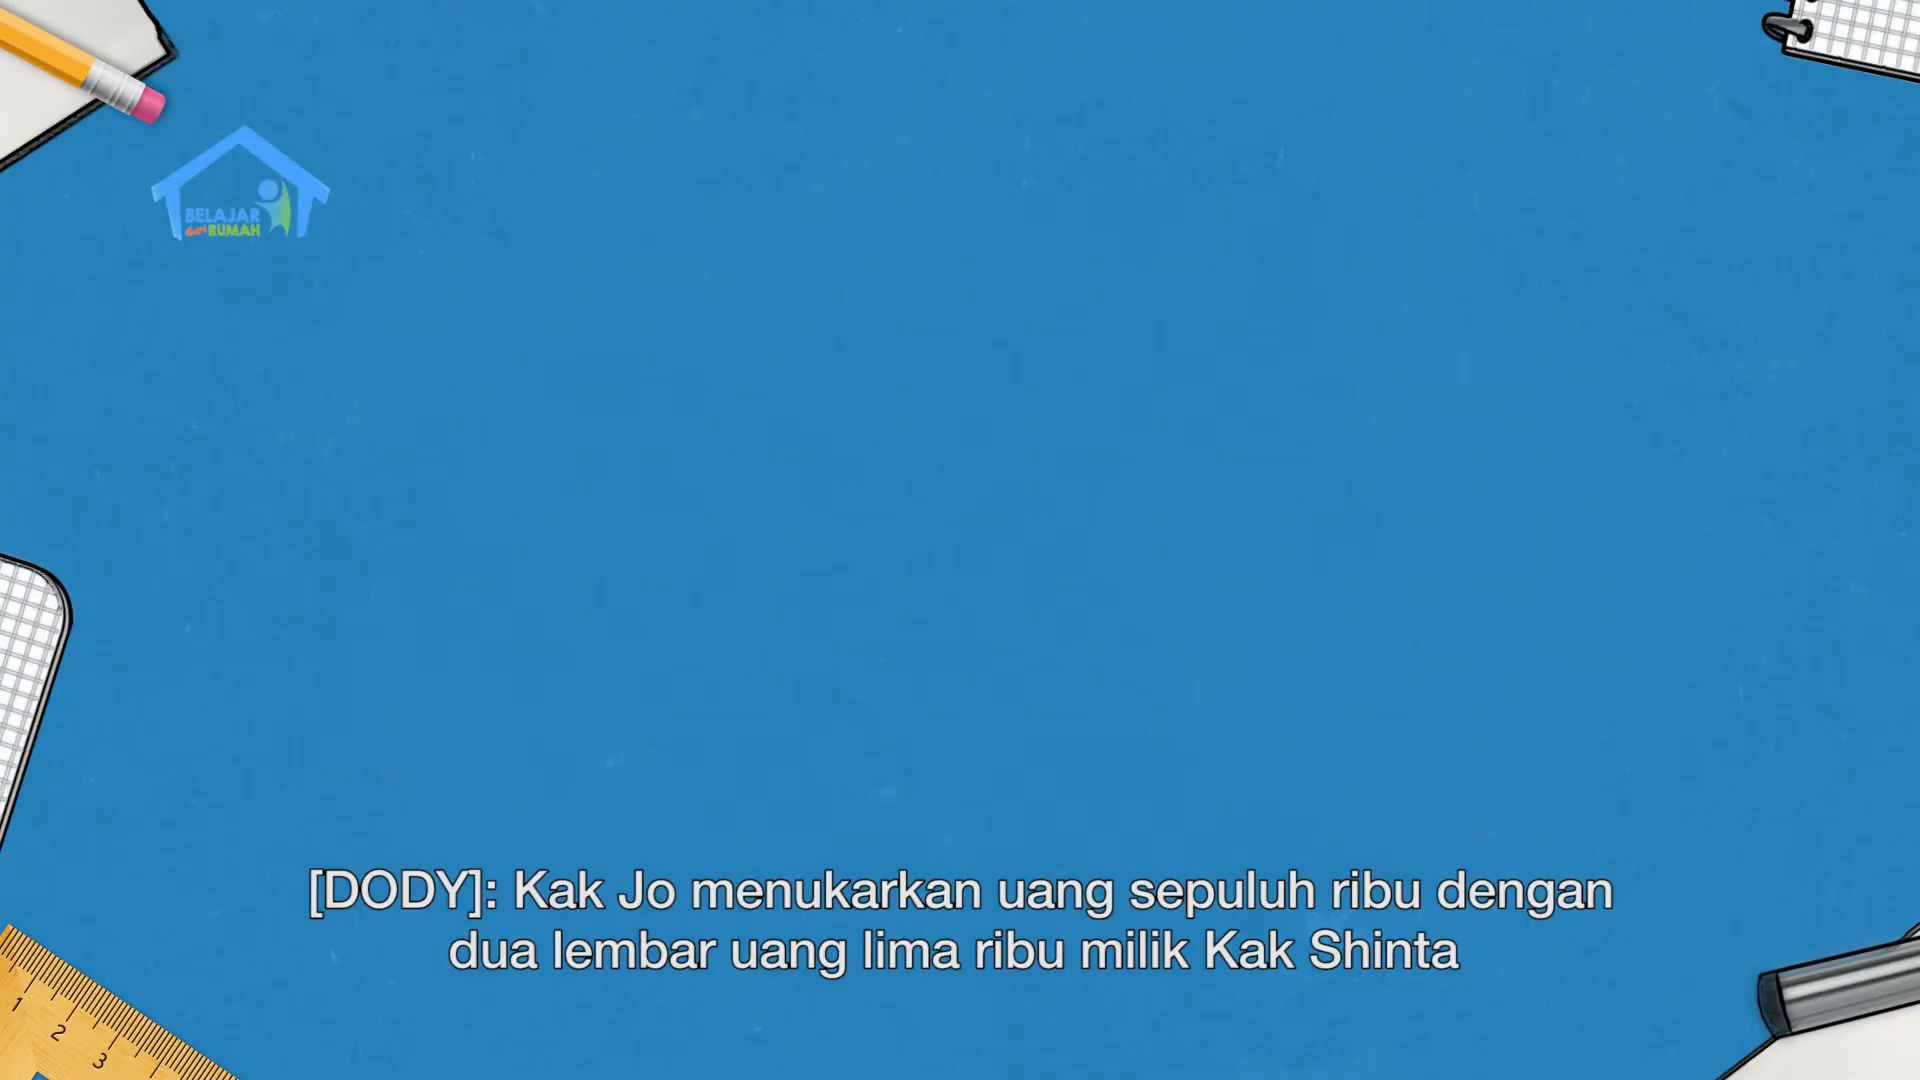 BELAJAR
dari RUMAH
[DODY]: Kak Jo menukarkan uang sepuluh ribu dengan
dua lembar uang lima ribu milik Kak Shinta
1
2
3